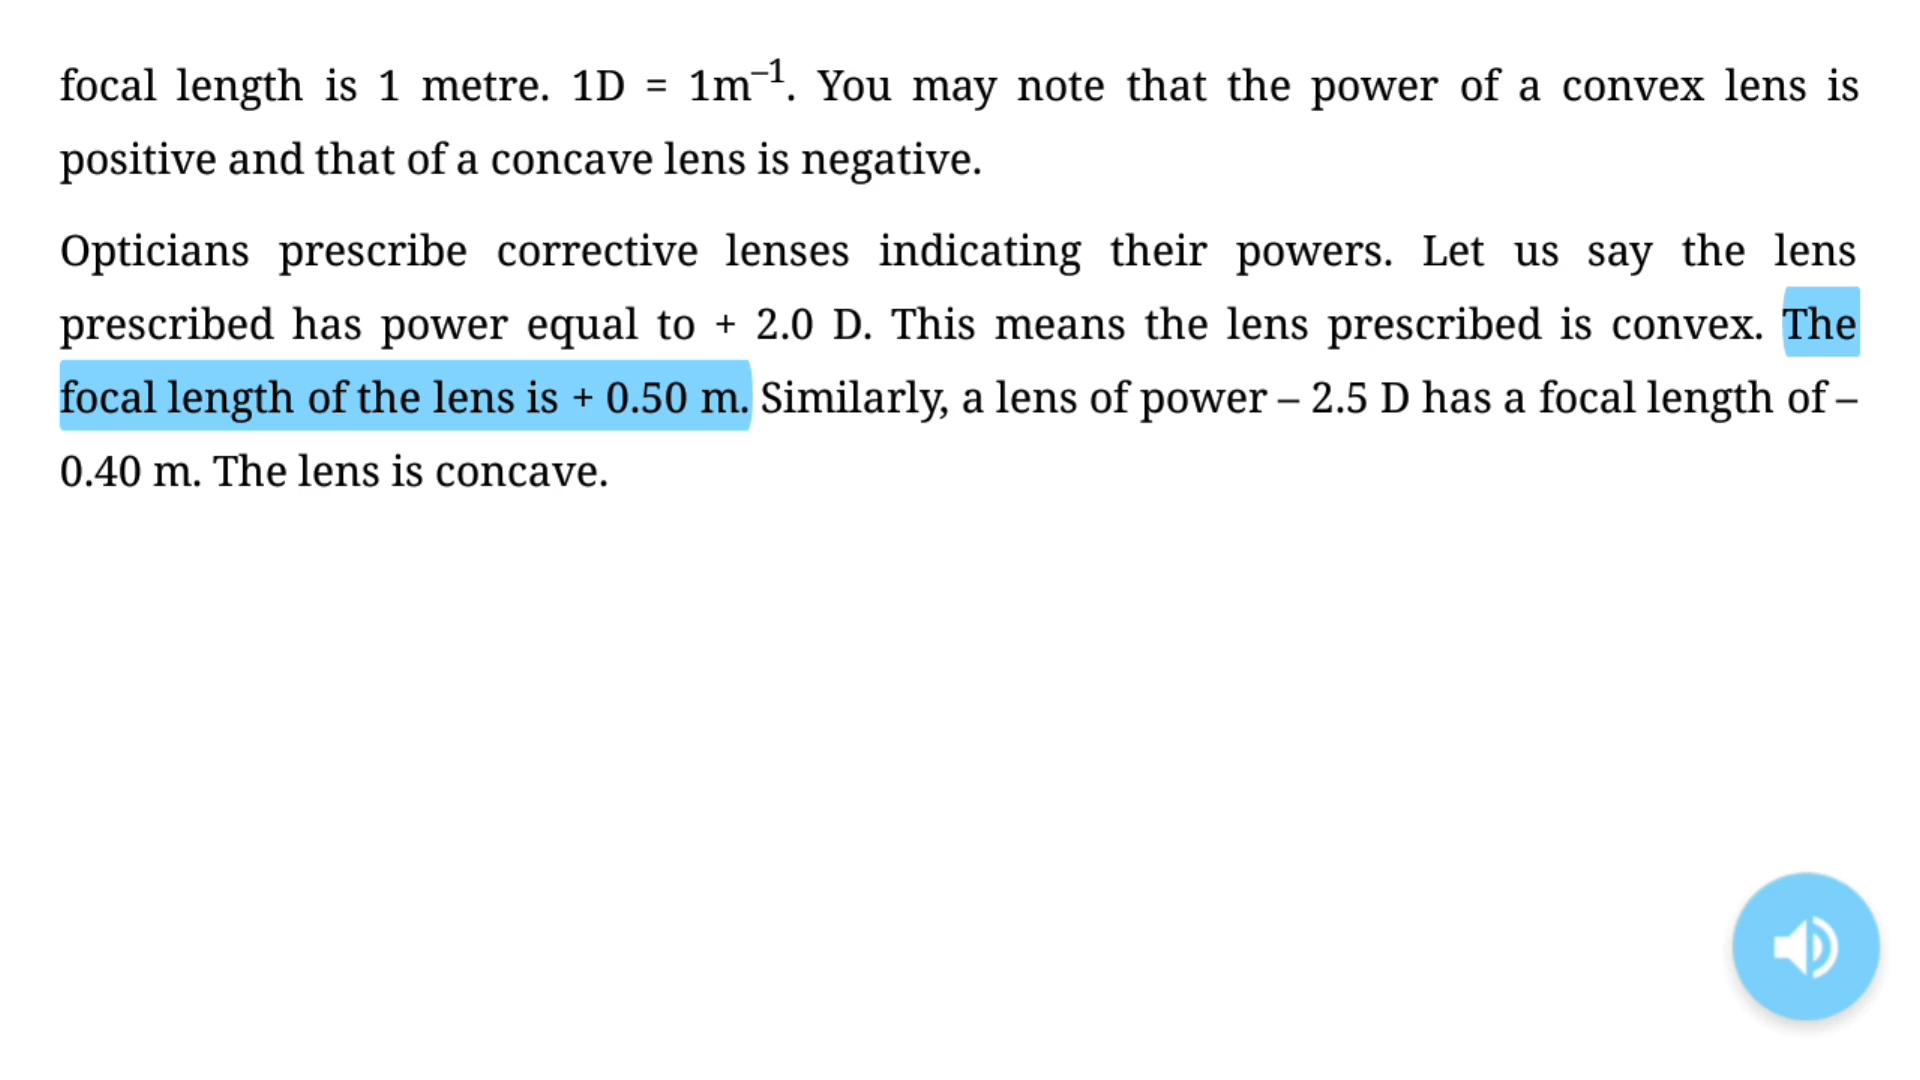 focal length is 1 metre. 1D = 1m⁻¹. You may note that the power of a convex lens is
positive and that of a concave lens is negative.
Opticians prescribe corrective lenses indicating their powers. Let us say the lens
prescribed has power equal to + 2.0 D. This means the lens prescribed is convex. The
focal length of the lens is + 0.50 m. Similarly, a lens of power – 2.5 D has a focal length of –
0.40 m. The lens is concave.